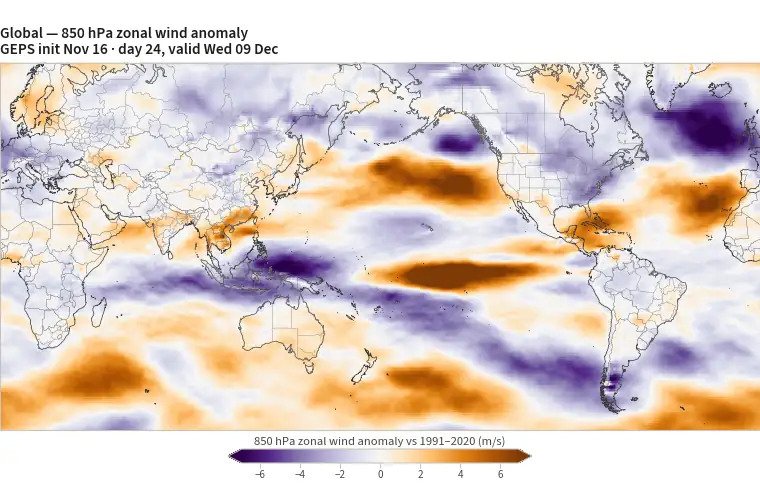 Global — 850 hPa zonal wind anomaly
GEPS init Nov 16 · day 24, valid Wed 09 Dec
850 hPa zonal wind anomaly vs 1991–2020 (m/s)
−6 −4 −2 0 2 4 6